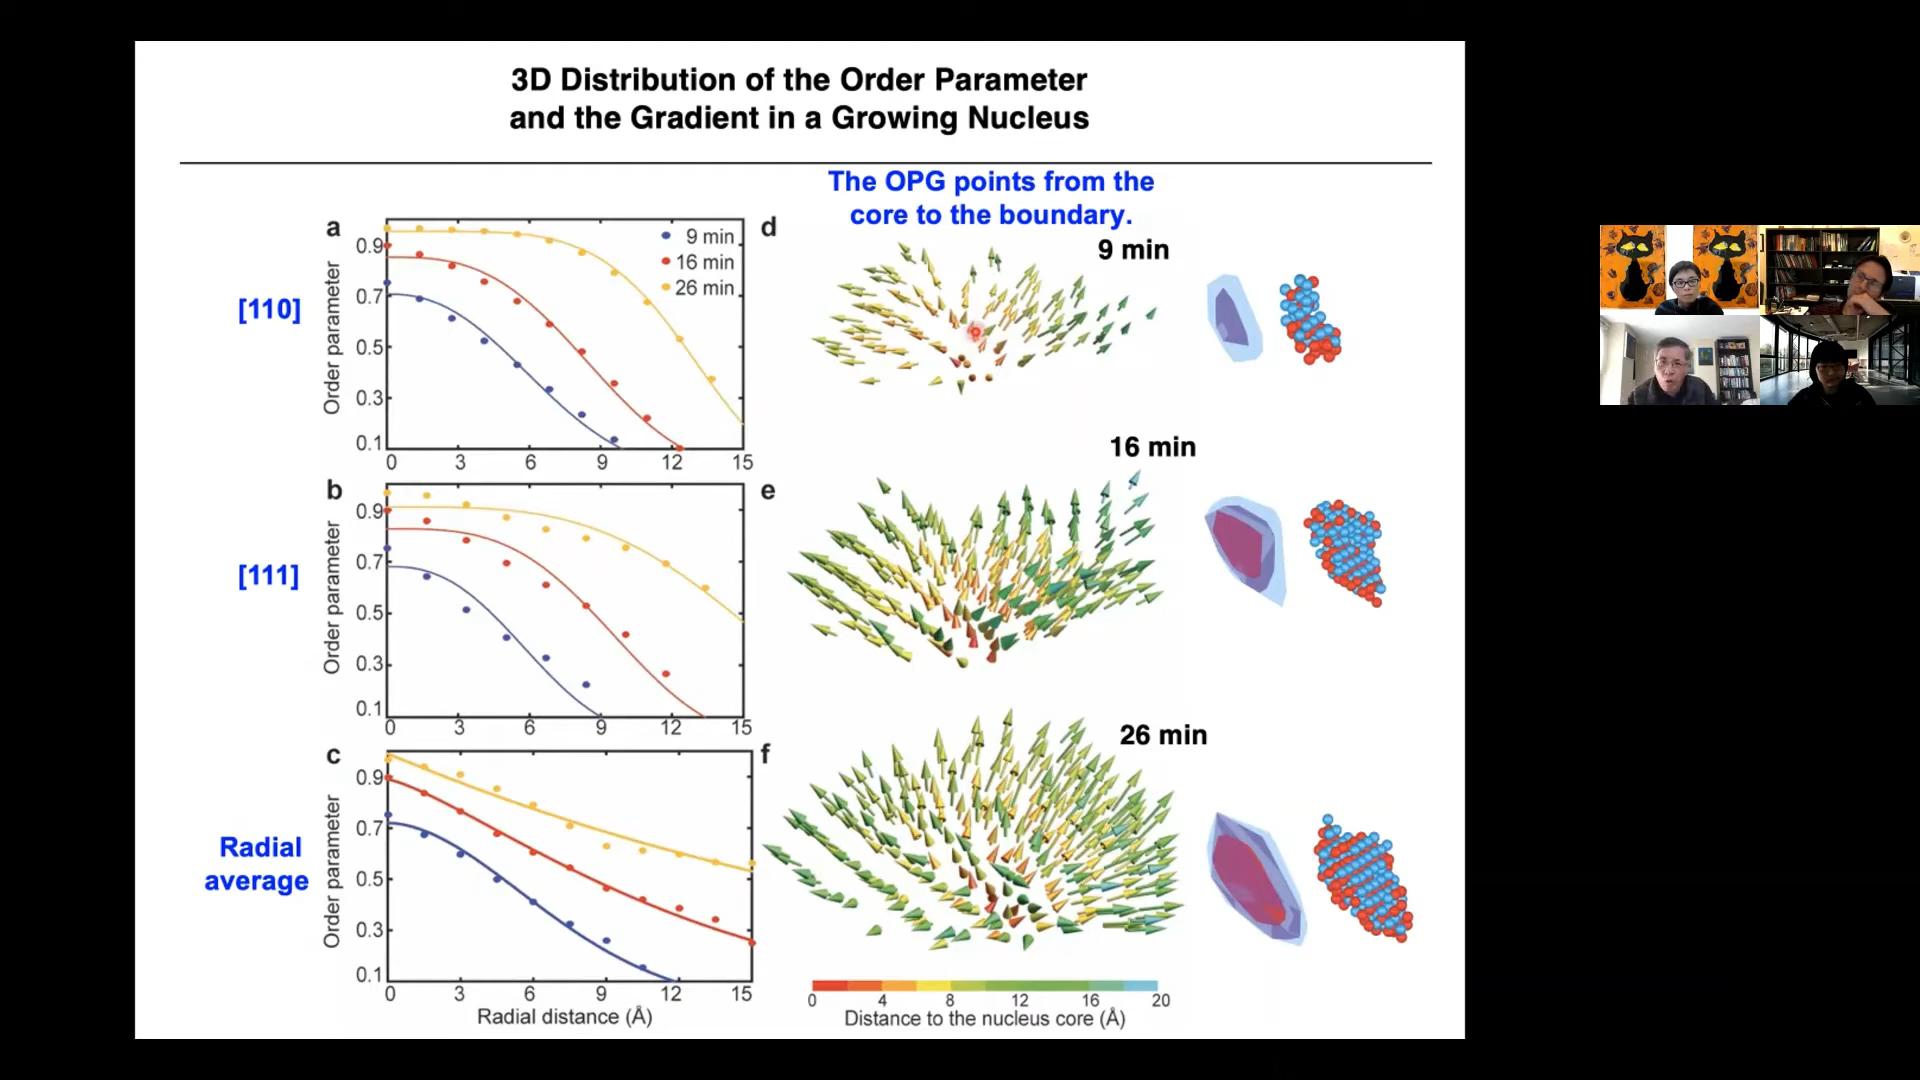 3D Distribution of the Order Parameter
and the Gradient in a Growing Nucleus
The OPG points from the
core to the boundary.
a
[110]
Order parameter
0.9
0.7
0.5
0.3
0.1
9 min
16 min
26 min
0 3 6 9 12 15
d
9 min
b
[111]
Order parameter
0.9
0.7
0.5
0.3
0.1
0 3 6 9 12 15
e
16 min
c
Radial
average
Order parameter
0.9
0.7
0.5
0.3
0.1
0 3 6 9 12 15
Radial distance (Å)
f
26 min
0 4 8 12 16 20
Distance to the nucleus core (Å)